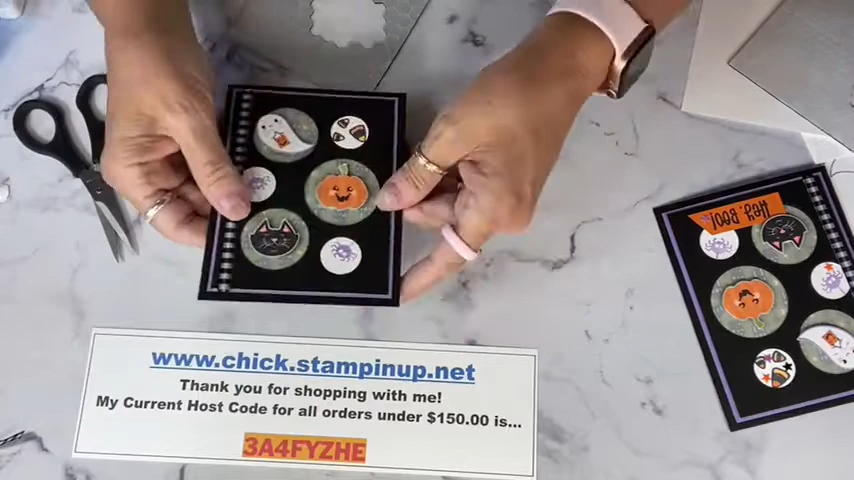 Hey, Boo!
www.chick.stampinup.net
Thank You for shopping with me!
My Current Host Code for all orders under $150.00 is...
3A4FYZHE